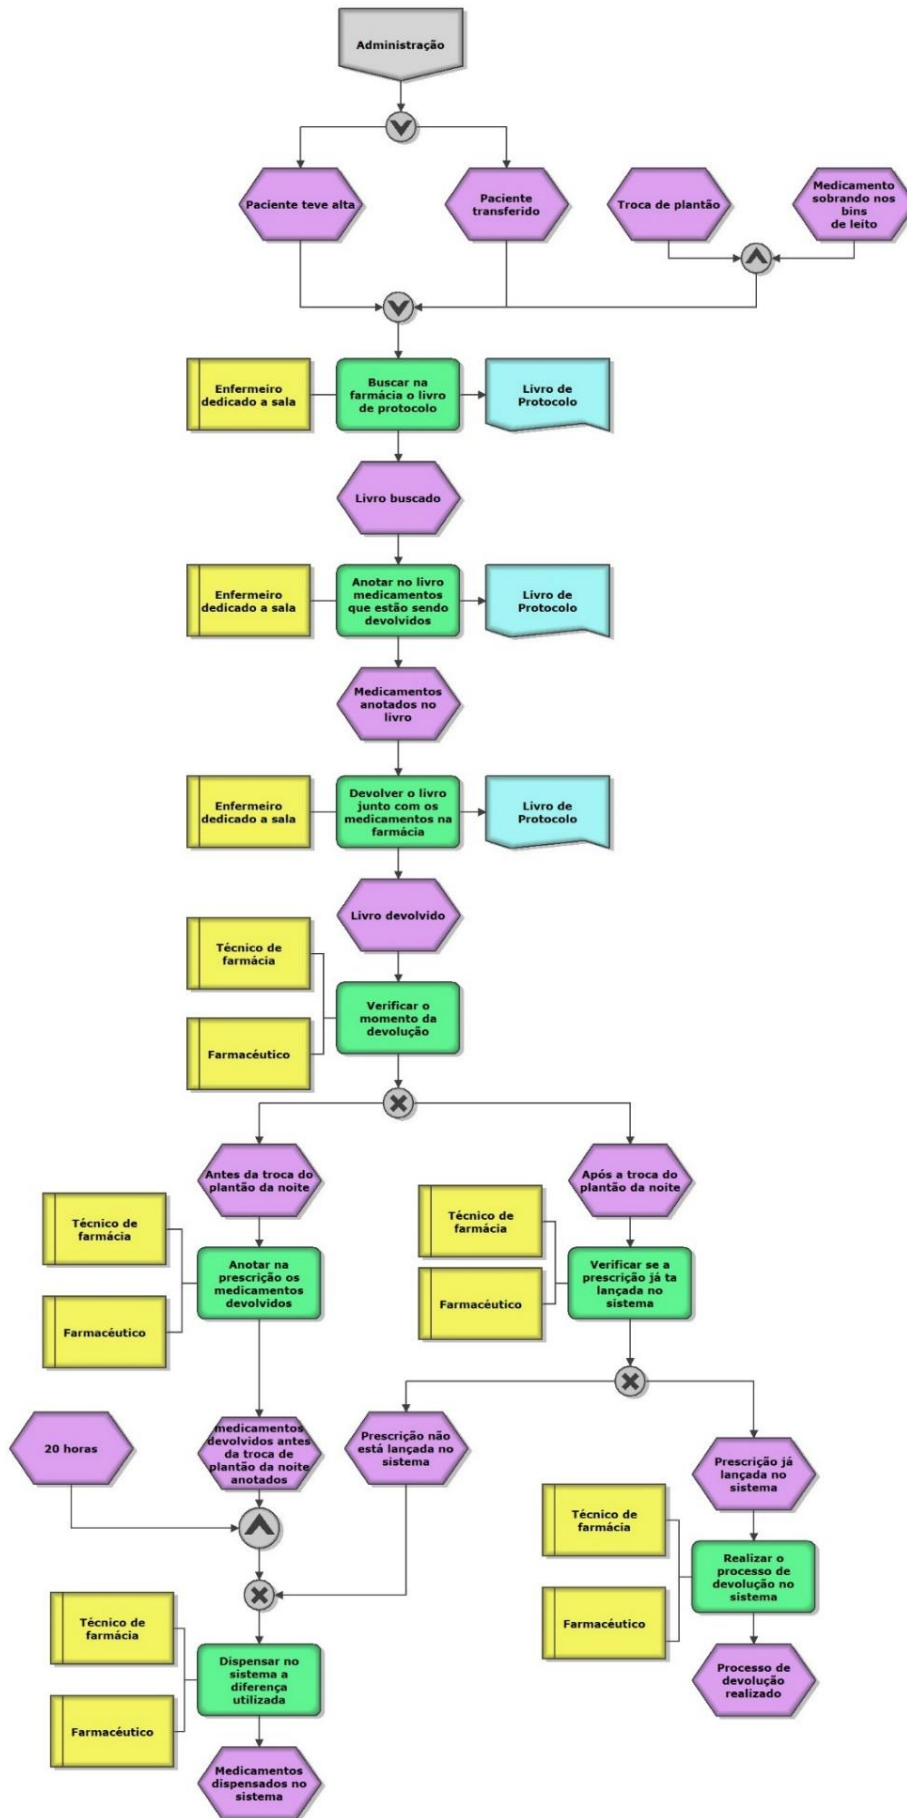 Administração
Paciente teve alta
Paciente
transferido
Troca de plantão
Medicamento
sobrando nos
bins
de leito
Enfermeiro
dedicado a sala
Buscar na
farmácia o livro
de protocolo
Livro de
Protocolo
Livro buscado
Enfermeiro
dedicado a sala
Anotar no livro
medicamentos
que estão sendo
devolvidos
Livro de
Protocolo
Medicamentos
anotados no
livro
Enfermeiro
dedicado a sala
Devolver o livro
junto com os
medicamentos na
farmácia
Livro de
Protocolo
Livro devolvido
Técnico de
farmácia
Farmacéutico
Verificar o
momento da
devolução
Antes da troca do
plantão da noite
Após a troca do
plantão da noite
Técnico de
farmácia
Farmacéutico
Anotar na
prescrição os
medicamentos
devolvidos
Técnico de
farmácia
Farmacéutico
Verificar se a
prescrição já ta
lançada no
sistema
20 horas
medicamentos
devolvidos antes
da troca de
plantão da noite
anotados
Prescrição não
está lançada no
sistema
Prescrição já
lançada no
sistema
Técnico de
farmácia
Farmacéutico
Realizar o
processo de
devolução no
sistema
Processo de
devolução
realizado
Técnico de
farmácia
Farmacéutico
Dispensar no
sistema a
diferença
utilizada
Medicamentos
dispensados no
sistema